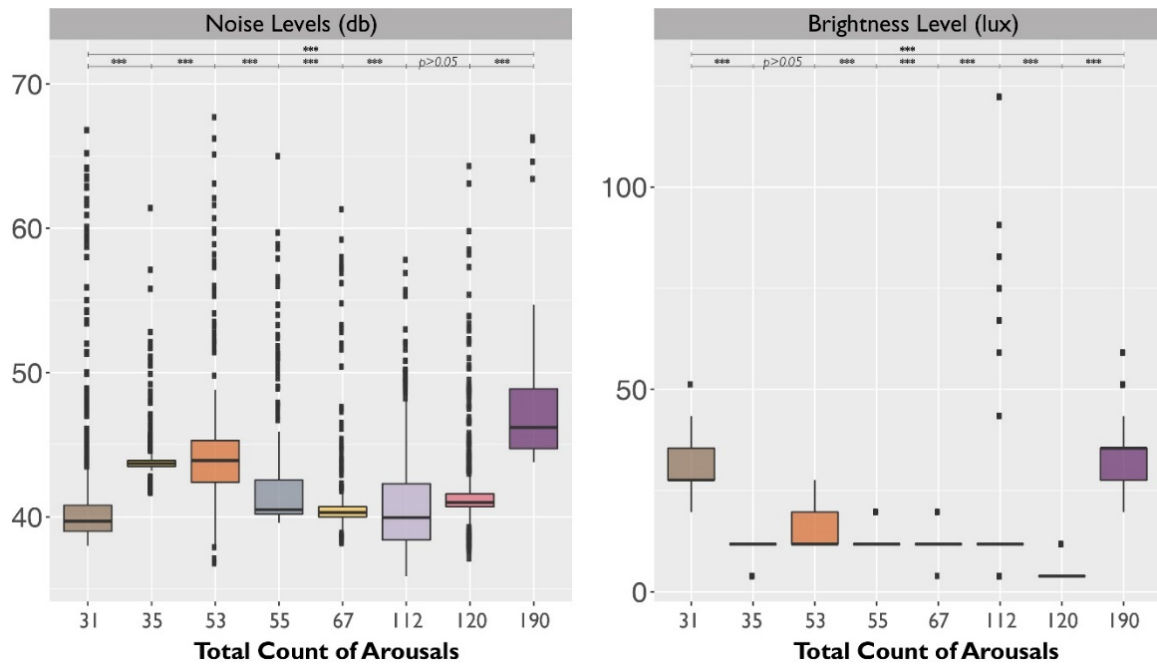 Noise Levels (db)
***
*** *** *** *** *** p>0.05 ***
70
60
50
40
31 35 53 55 67 112 120 190
Total Count of Arousals
Brightness Level (lux)
***
*** p>0.05 *** *** *** *** ***
100
50
0
31 35 53 55 67 112 120 190
Total Count of Arousals